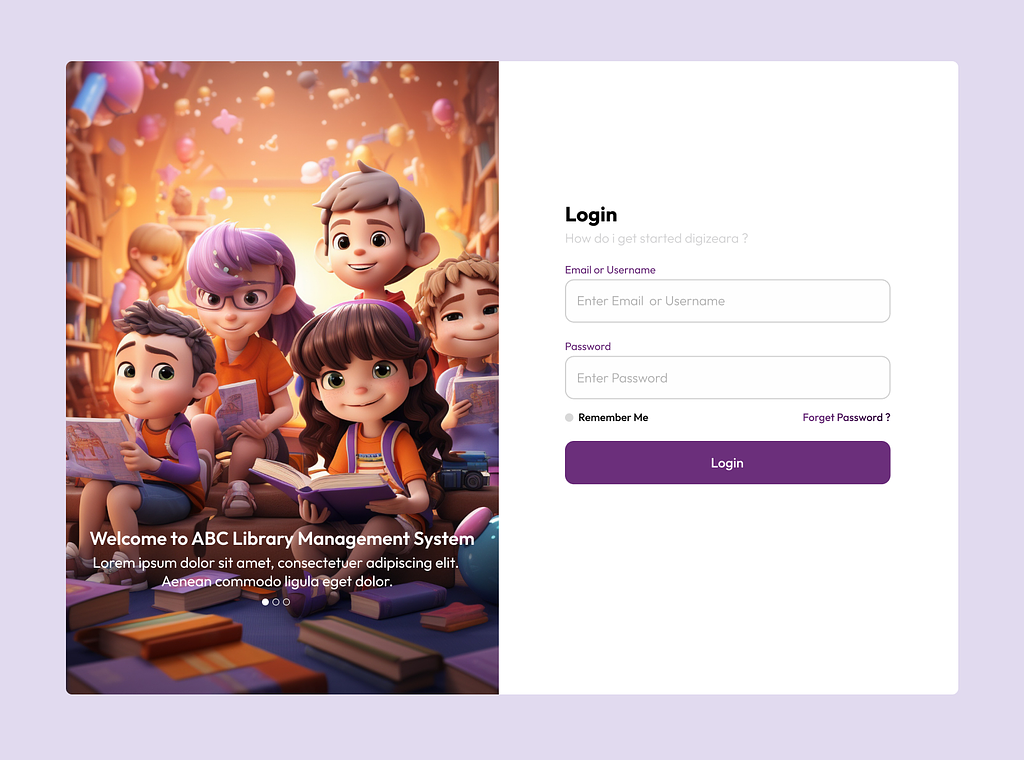 Welcome to ABC Library Management System
Lorem ipsum dolor sit amet, consectetuer adipiscing elit.
Aenean commodo ligula eget dolor.
Login
How do i get started digizeara ?
Email or Username
Enter Email or Username
Password
Enter Password
Remember Me
Forget Password ?
Login